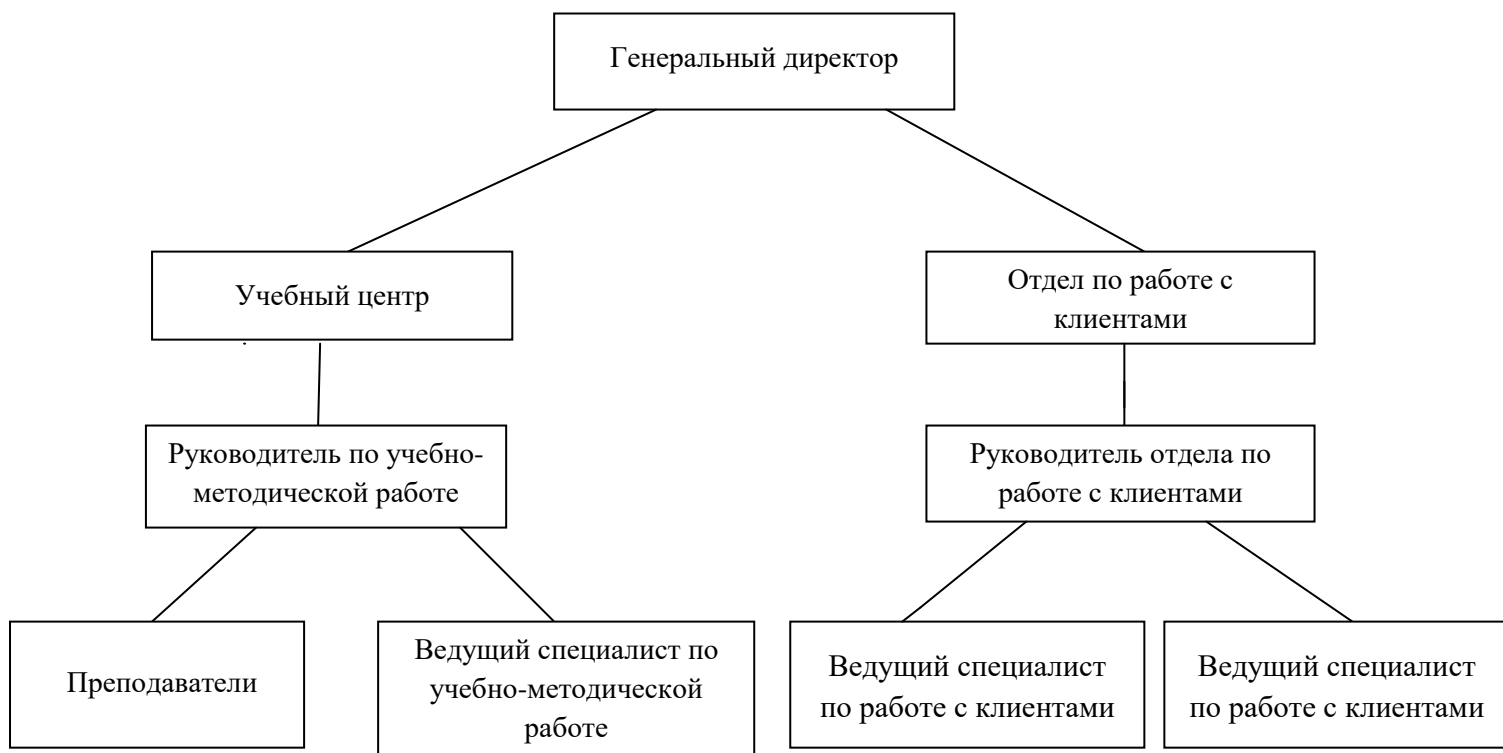 Генеральный директор
Учебный центр
Отдел по работе с
клиентами
Руководитель по учебно-
методической работе
Руководитель отдела по
работе с клиентами
Преподаватели
Ведущий специалист по
учебно-методической
работе
Ведущий специалист
по работе с клиентами
Ведущий специалист
по работе с клиентами